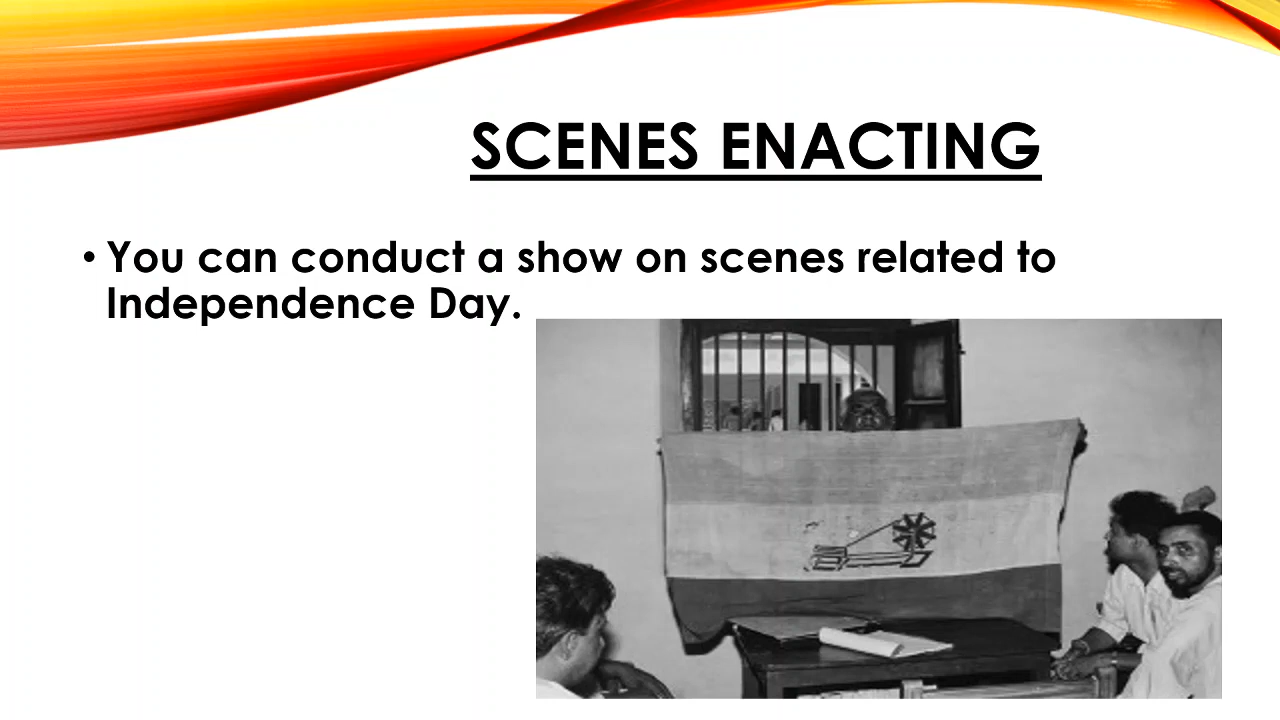 SCENES ENACTING
• You can conduct a show on scenes related to
Independence Day.